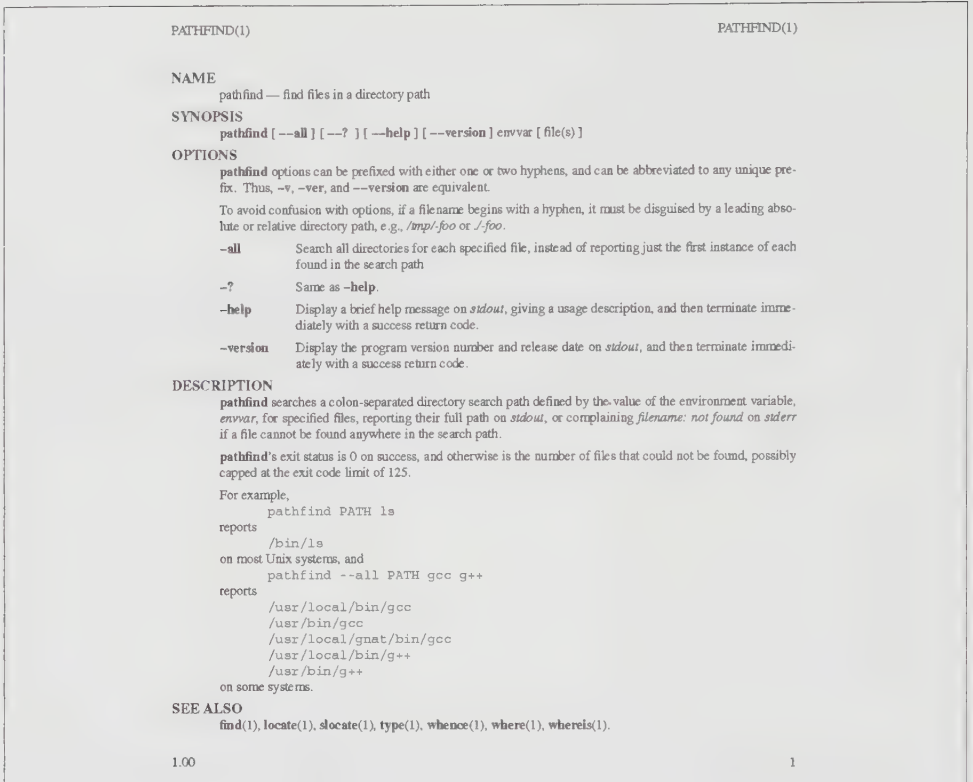 PATHFIND(1) PATHFIND(1)
NAME
pathfind — find files in a directory path
SYNOPSIS
pathfind [ −−all ] [ −−? ] [ −−help ] [ −−version ] envvar [ file(s) ]
OPTIONS
pathfind options can be prefixed with either one or two hyphens, and can be abbreviated to any unique pre-
fix. Thus, −v, −ver, and −−version are equivalent.
To avoid confusion with options, if a filename begins with a hyphen, it must be disguised by a leading abso-
lute or relative directory path, e.g., /tmp/-foo or ./-foo.
−all Search all directories for each specified file, instead of reporting just the first instance of each
found in the search path
−? Same as −help.
−help Display a brief help message on stdout, giving a usage description, and then terminate imme-
diately with a success return code.
−version Display the program version number and release date on stdout, and then terminate immedi-
ately with a success return code.
DESCRIPTION
pathfind searches a colon-separated directory search path defined by the value of the environment variable,
envvar, for specified files, reporting their full path on stdout, or complaining filename: not found on stderr
if a file cannot be found anywhere in the search path.
pathfind's exit status is 0 on success, and otherwise is the number of files that could not be found, possibly
capped at the exit code limit of 125.
For example,
pathfind PATH ls
reports
/bin/ls
on most Unix systems, and
pathfind --all PATH gcc g++
reports
/usr/local/bin/gcc
/usr/bin/gcc
/usr/local/gnat/bin/gcc
/usr/local/bin/g++
/usr/bin/g++
on some systems.
SEE ALSO
find(1), locate(1), slocate(1), type(1), whence(1), where(1), whereis(1).
1.00 1